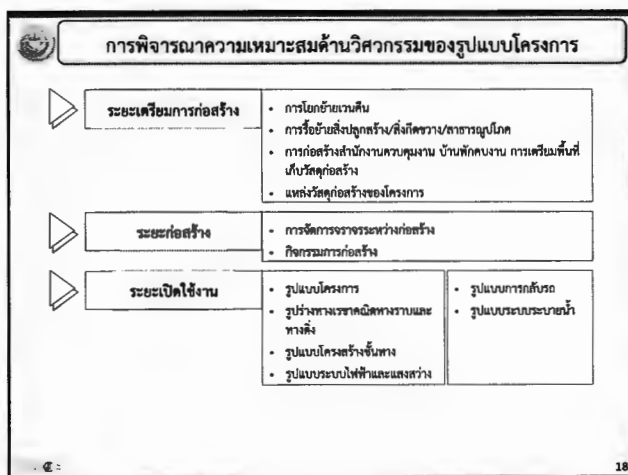 การพิจารณาความเหมาะสมด้านวิศวกรรมของรูปแบบโครงการ
ระยะเตรียมการก่อสร้าง
• การโยกย้ายเวนคืน
• การรื้อย้ายสิ่งปลูกสร้าง/สิ่งกีดขวาง/สาธารณูปโภค
• การก่อสร้างสำนักงานควบคุมงาน บ้านพักคนงาน การเตรียมพื้นที่
เก็บวัสดุก่อสร้าง
• แหล่งวัสดุก่อสร้างของโครงการ
ระยะก่อสร้าง
• การจัดการจราจรระหว่างก่อสร้าง
• กิจกรรมการก่อสร้าง
ระยะเปิดใช้งาน
• รูปแบบโครงการ
• รูปร่างทางเรขาคณิตทางราบและ
ทางดิ่ง
• รูปแบบโครงสร้างชั้นทาง
• รูปแบบระบบไฟฟ้าและแสงสว่าง
• รูปแบบการกลับรถ
• รูปแบบระบบระบายน้ำ
18